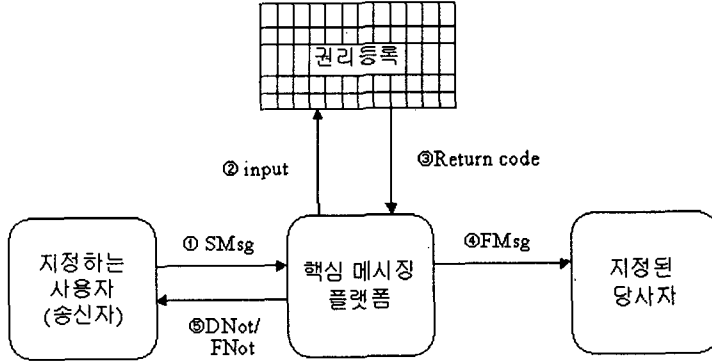 권리등록
② input
③Return code
지정하는
사용자
(송신자)
① SMsg
핵심 메시징
플랫폼
④FMsg
지정된
당사자
⑤DNot/
FNot